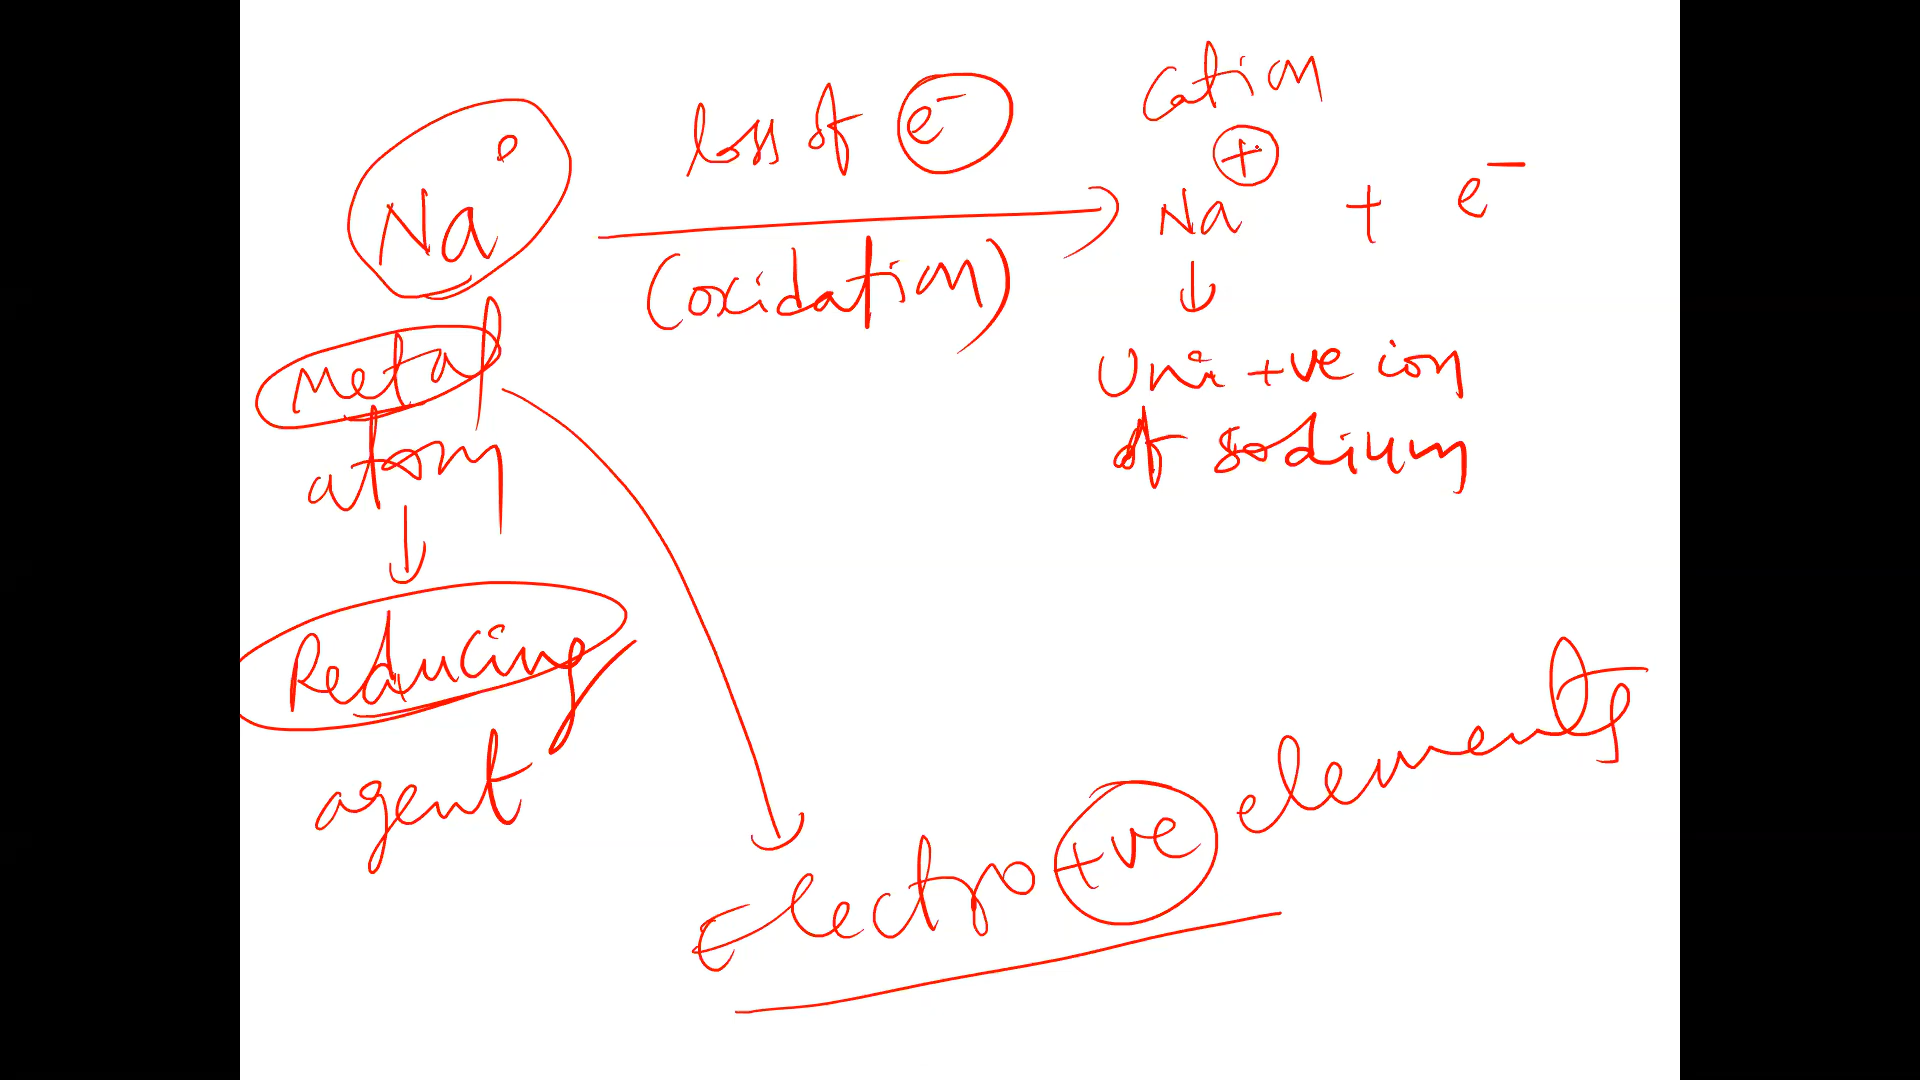 Cation
loss of e⁻
Na° → Na⁺ + e⁻
(oxidation)
↓
Metal
atom
Uni +ve ion
of sodium
↓
Reducing
agent
electro +ve elements